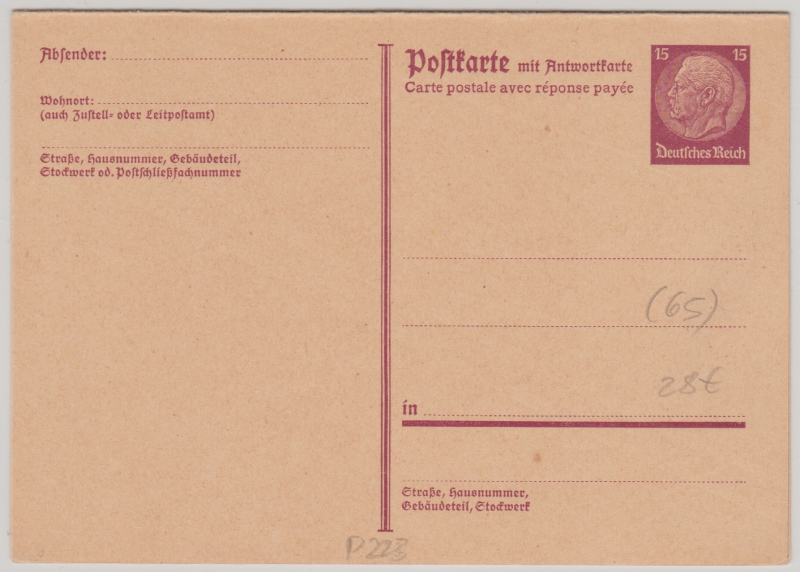 Absender:
Wohnort:
(auch Zustell- oder Leitpostamt)
Straße, Hausnummer, Gebäudeteil,
Stockwerk od. Postschließfachnummer
Postkarte mit Antwortkarte
Carte postale avec réponse payée
15 15
Deutsches Reich
(65)
28€
in
Straße, Hausnummer,
Gebäudeteil, Stockwerk
P223